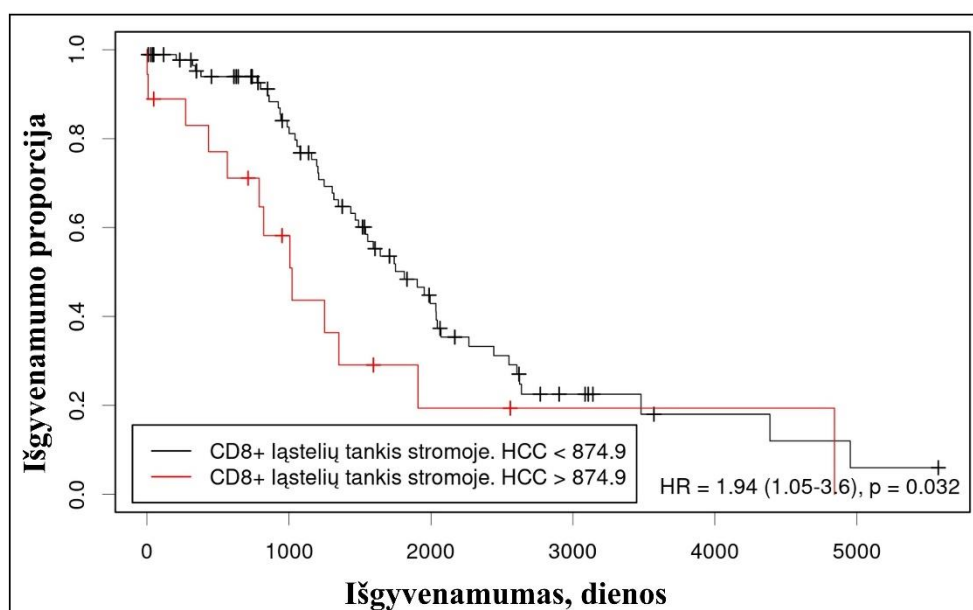 Išgyvenamumo proporcija
1.0
0.8
0.6
0.4
0.2
0.0
CD8+ ląstelių tankis stromoje. HCC < 874.9
CD8+ ląstelių tankis stromoje. HCC > 874.9
HR = 1.94 (1.05-3.6), p = 0.032
0 1000 2000 3000 4000 5000
Išgyvenamumas, dienos